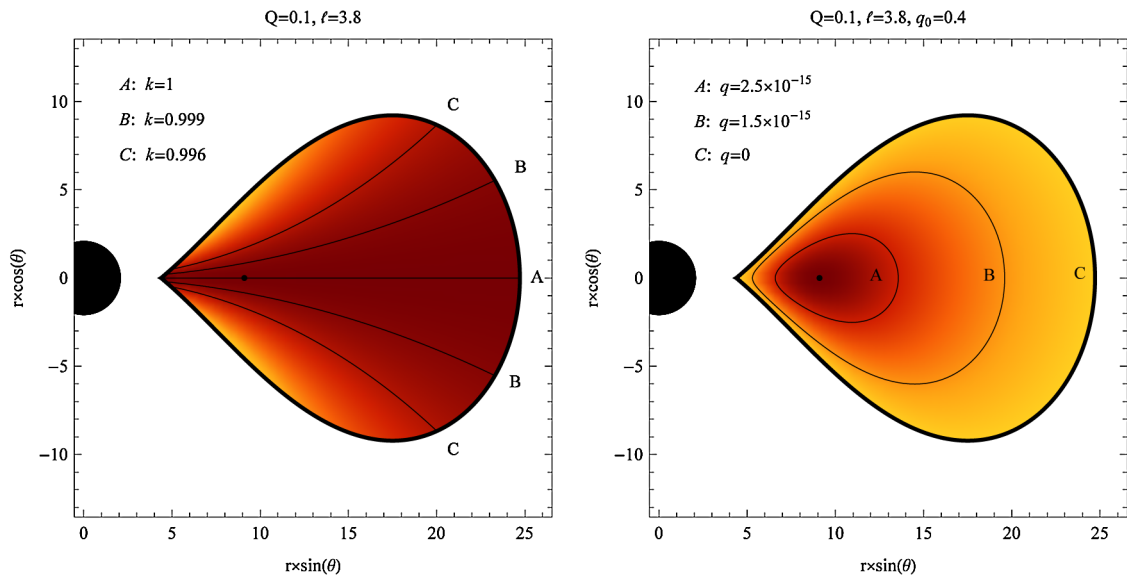 Q=0.1, ℓ=3.8
A: k=1
B: k=0.999
C: k=0.996
C
B
A
B
C
10
5
0
−5
−10
r×cos(θ)
0 5 10 15 20 25
r×sin(θ)
Q=0.1, ℓ=3.8, q₀=0.4
A: q=2.5×10⁻¹⁵
B: q=1.5×10⁻¹⁵
C: q=0
A B C
10
5
0
−5
−10
r×cos(θ)
0 5 10 15 20 25
r×sin(θ)